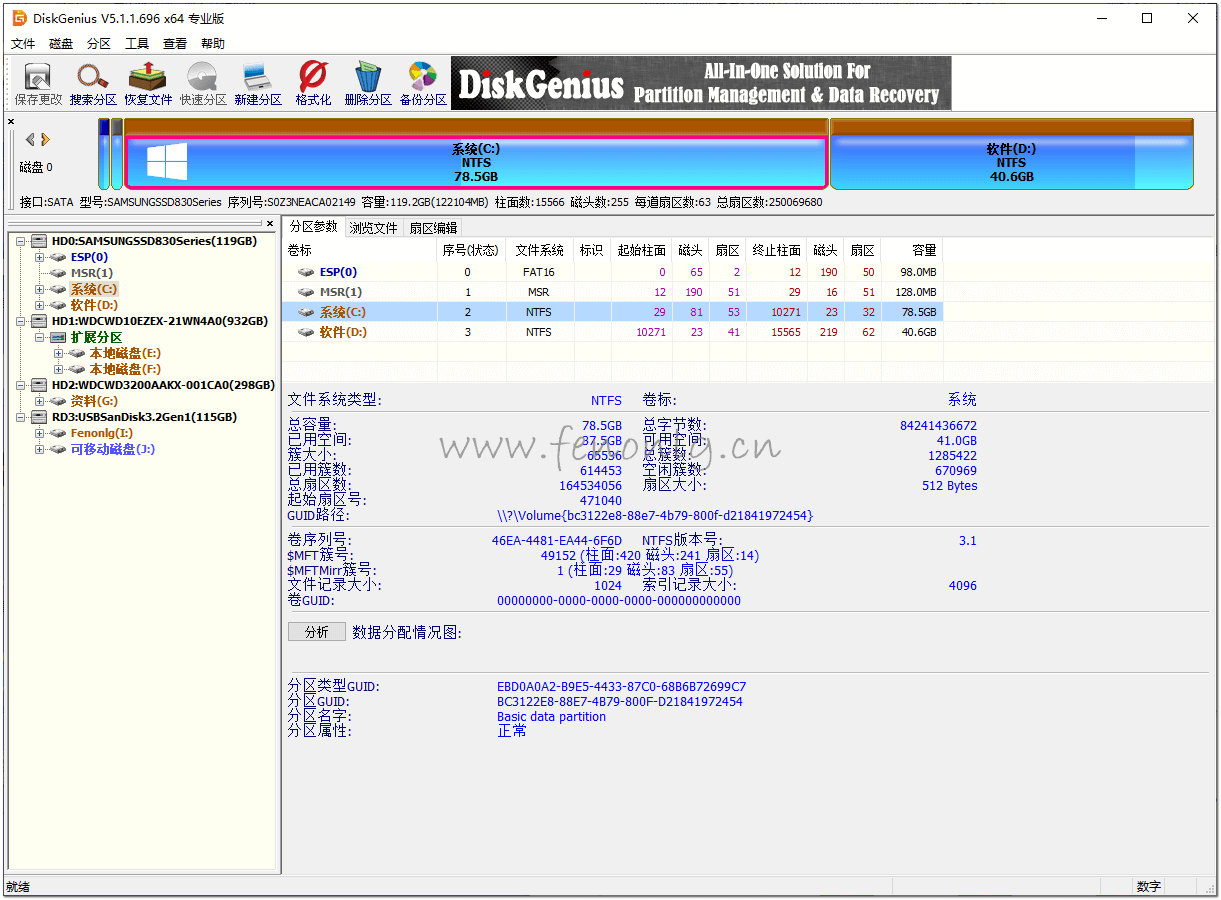 DiskGenius V5.1.1.696 x64 专业版
文件 磁盘 分区 工具 查看 帮助
保存更改 搜索分区 恢复文件 快速分区 新建分区 格式化 删除分区 备份分区
DiskGenius All-In-One Solution For
Partition Management & Data Recovery
磁盘 0
系统(C:)
NTFS
78.5GB
软件(D:)
NTFS
40.6GB
接口:SATA 型号:SAMSUNGSSD830Series 序列号:S0Z3NEACA02149 容量:119.2GB(122104MB) 柱面数:15566 磁头数:255 每道扇区数:63 总扇区数:250069680
HD0:SAMSUNGSSD830Series(119GB)
ESP(0)
MSR(1)
系统(C:)
软件(D:)
HD1:WDCWD10EZEX-21WN4A0(932GB)
扩展分区
本地磁盘(E:)
本地磁盘(F:)
HD2:WDCWD3200AAKX-001CA0(298GB)
资料(G:)
RD3:USBSanDisk3.2Gen1(115GB)
Fenonlg(I:)
可移动磁盘(J:)
分区参数 浏览文件 扇区编辑
卷标 序号(状态) 文件系统 标识 起始柱面 磁头 扇区 终止柱面 磁头 扇区 容量
ESP(0) 0 FAT16 0 65 2 12 190 50 98.0MB
MSR(1) 1 MSR 12 190 51 29 16 51 128.0MB
系统(C:) 2 NTFS 29 81 53 10271 23 32 78.5GB
软件(D:) 3 NTFS 10271 23 41 15565 219 62 40.6GB
文件系统类型: NTFS 卷标: 系统
总容量: 78.5GB 总字节数: 84241436672
已用空间: 37.5GB 可用空间: 41.0GB
簇大小: 65536 总簇数: 1285422
已用簇数: 614453 空闲簇数: 670969
总扇区数: 164534056 扇区大小: 512 Bytes
起始扇区号: 471040
GUID路径: \\?\Volume{bc3122e8-88e7-4b79-800f-d21841972454}
www.fenonlg.cn
卷序列号: 46EA-4481-EA44-6F6D NTFS版本号: 3.1
$MFT簇号: 49152 (柱面:420 磁头:241 扇区:14)
$MFTMirr簇号: 1 (柱面:29 磁头:83 扇区:55)
文件记录大小: 1024 索引记录大小: 4096
卷GUID: 00000000-0000-0000-0000-000000000000
分析 数据分配情况图:
分区类型GUID: EBD0A0A2-B9E5-4433-87C0-68B6B72699C7
分区GUID: BC3122E8-88E7-4B79-800F-D21841972454
分区名字: Basic data partition
分区属性: 正常
就绪 数字